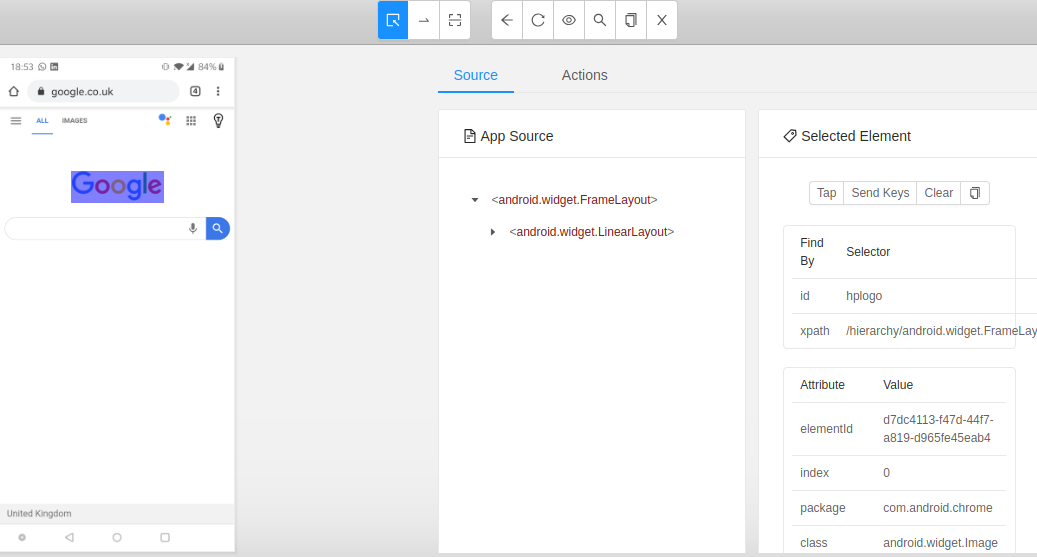 18:53
84%
google.co.uk
4
ALL IMAGES
Google
United Kingdom
Source Actions
App Source
<android.widget.FrameLayout>
<android.widget.LinearLayout>
Selected Element
Tap Send Keys Clear
Find By Selector
id hplogo
xpath /hierarchy/android.widget.FrameLay
Attribute Value
elementId d7dc4113-f47d-44f7-
a819-d965fe45eab4
index 0
package com.android.chrome
class android.widget.Image